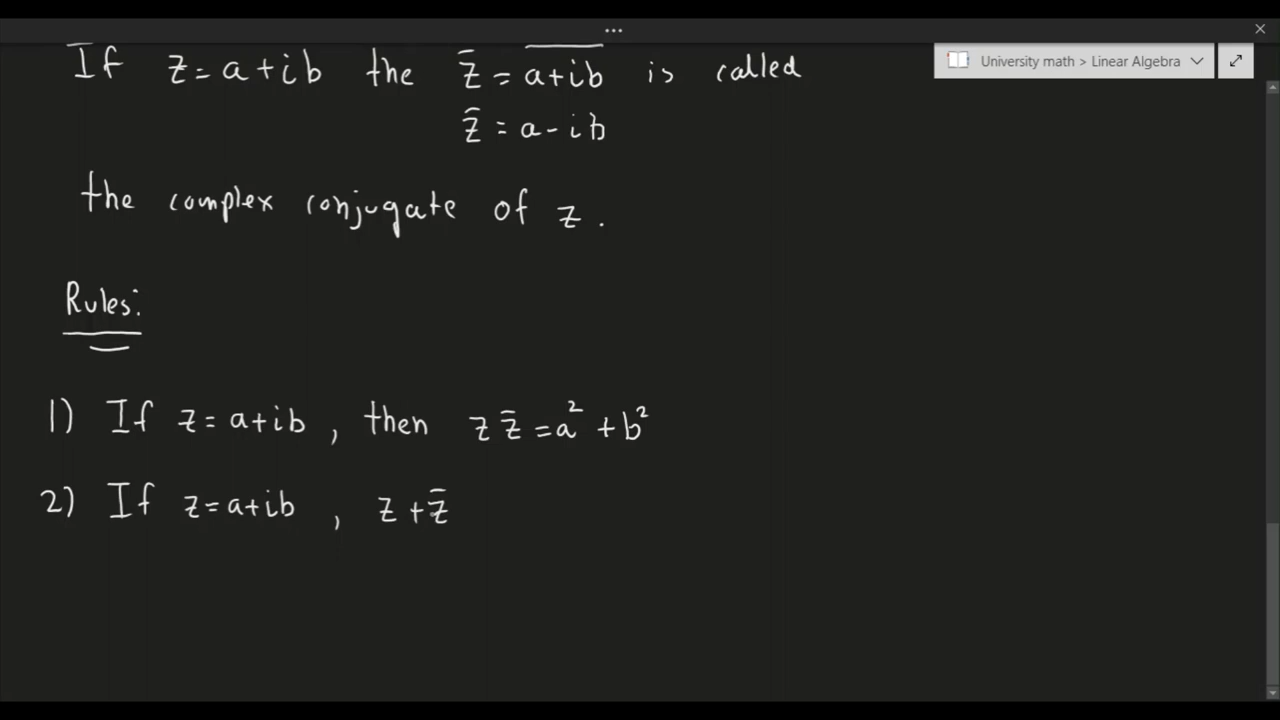 ...
University math > Linear Algebra
If z = a + ib the z̅ = a̅+̅i̅b̅ is called
z̅ = a - ib
the complex conjugate of z.
Rules:
1) If z = a + ib , then z z̅ = a² + b²
2) If z = a + ib , z + z̅